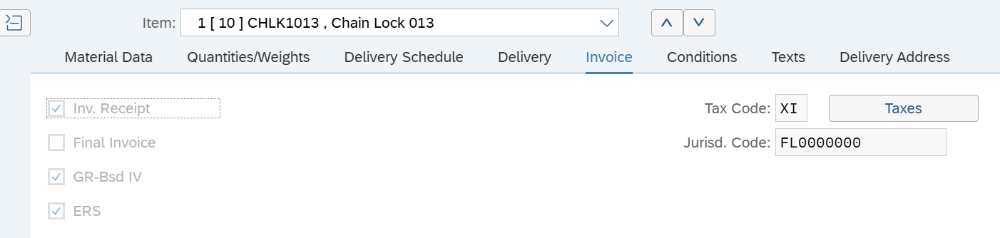 Item: 1 [ 10 ] CHLK1013 , Chain Lock 013
Material Data Quantities/Weights Delivery Schedule Delivery Invoice Conditions Texts Delivery Address
Inv. Receipt Tax Code: XI Taxes
Final Invoice Jurisd. Code: FL0000000
GR-Bsd IV
ERS